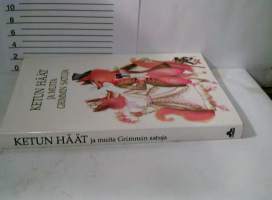 10
8
6
4
2
0
KETUN HÄÄT
JA MUITA
GRIMMIN SATUJA
KETUN HÄÄT ja muita Grimmin satuja